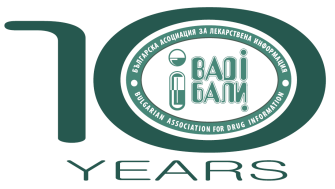 10
БЪЛГАРСКА АСОЦИАЦИЯ ЗА ЛЕКАРСТВЕНА ИНФОРМАЦИЯ
BADI
БАЛИ
BULGARIAN ASSOCIATION FOR DRUG INFORMATION
YEARS